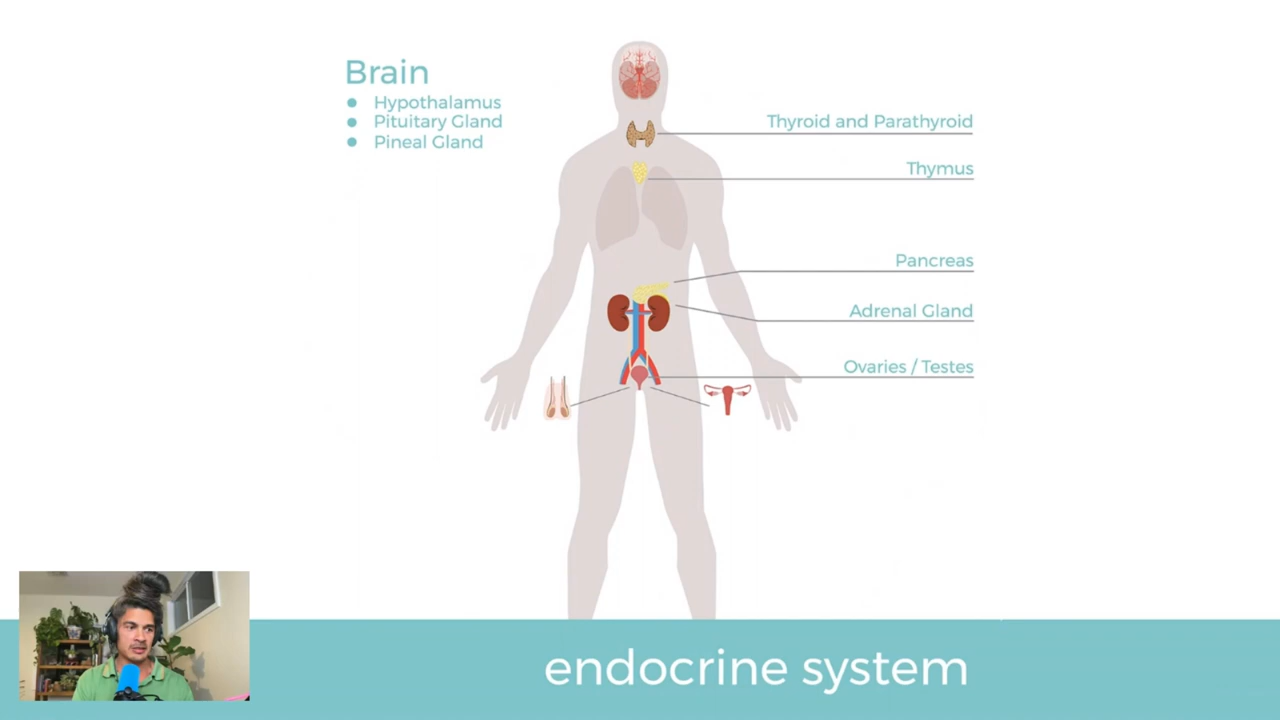 Brain
● Hypothalamus
● Pituitary Gland
● Pineal Gland
Thyroid and Parathyroid
Thymus
Pancreas
Adrenal Gland
Ovaries / Testes
endocrine system